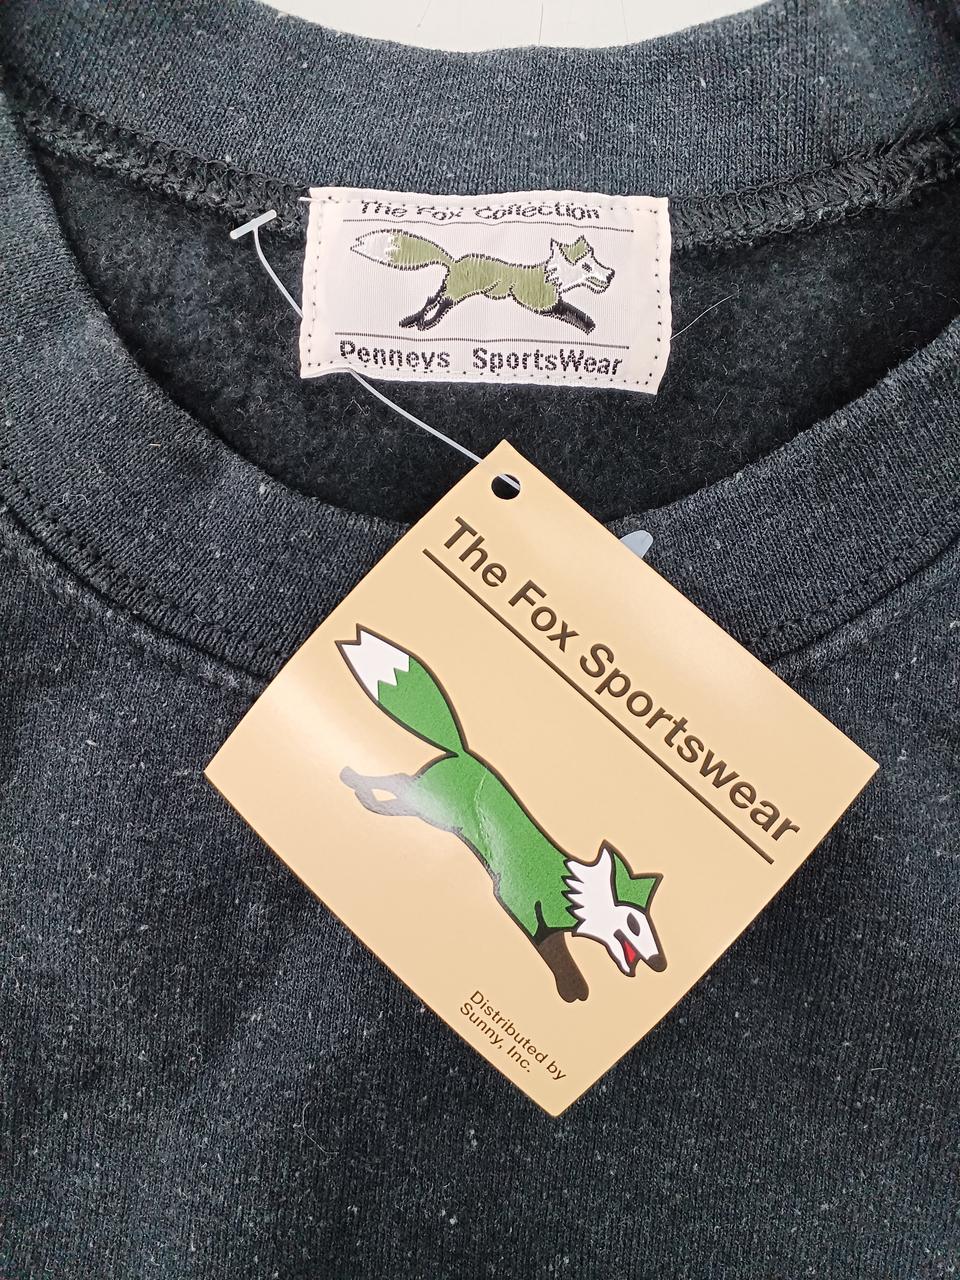 The Fox Collection
Penneys SportsWear
The Fox Sportswear
Distributed by
Sunny, Inc.